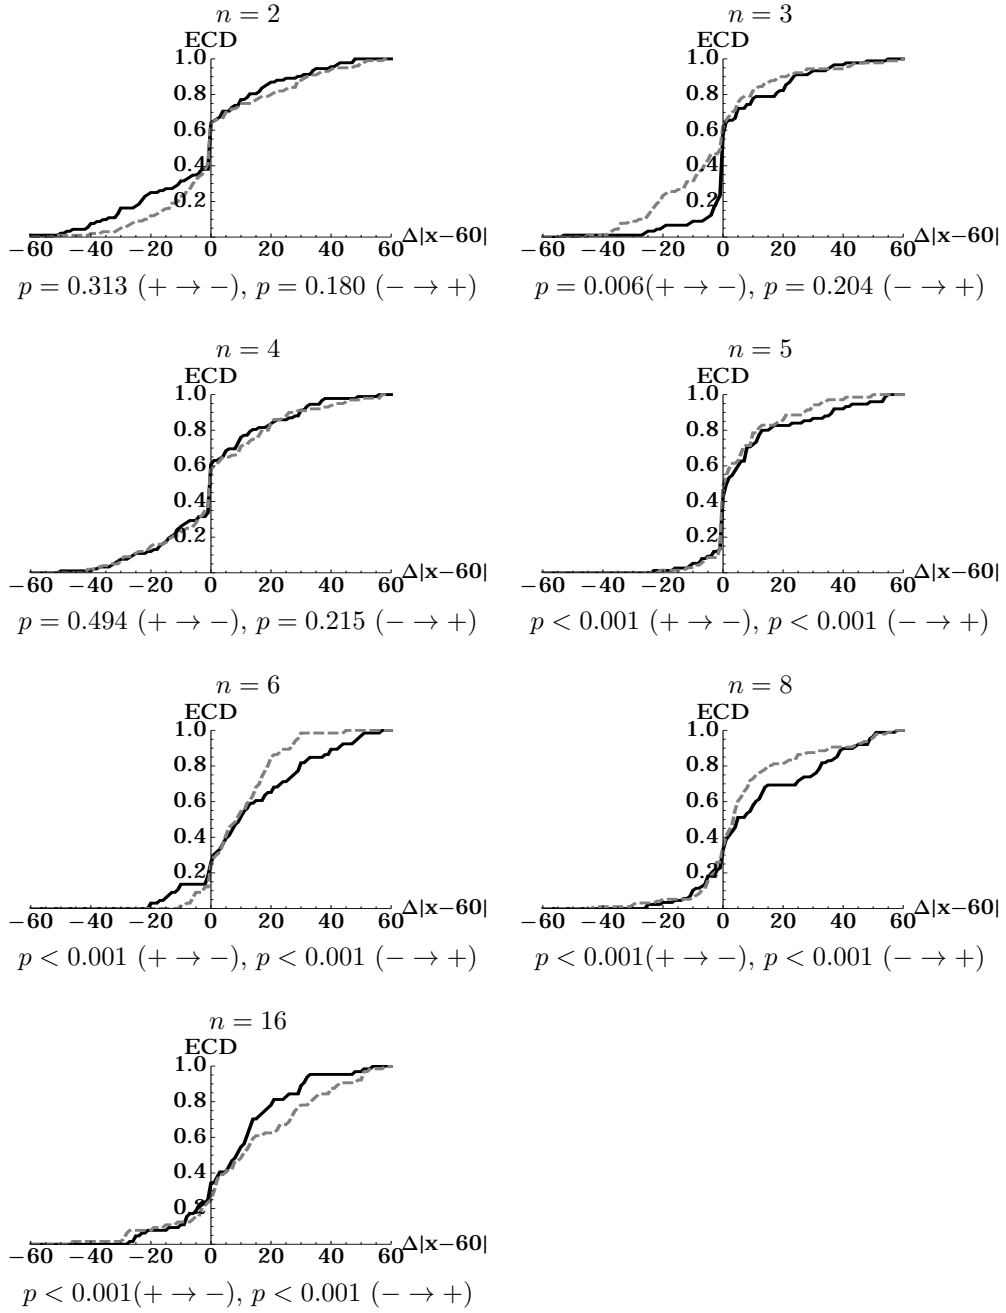 n = 2
ECD
1.0
0.8
0.6
0.4
0.2
−60 −40 −20 0 20 40 60
Δ|x−60|
p = 0.313 (+ → −), p = 0.180 (− → +)
n = 3
ECD
1.0
0.8
0.6
0.4
0.2
−60 −40 −20 0 20 40 60
Δ|x−60|
p = 0.006(+ → −), p = 0.204 (− → +)
n = 4
ECD
1.0
0.8
0.6
0.4
0.2
−60 −40 −20 0 20 40 60
Δ|x−60|
p = 0.494 (+ → −), p = 0.215 (− → +)
n = 5
ECD
1.0
0.8
0.6
0.4
0.2
−60 −40 −20 0 20 40 60
Δ|x−60|
p < 0.001 (+ → −), p < 0.001 (− → +)
n = 6
ECD
1.0
0.8
0.6
0.4
0.2
−60 −40 −20 0 20 40 60
Δ|x−60|
p < 0.001 (+ → −), p < 0.001 (− → +)
n = 8
ECD
1.0
0.8
0.6
0.4
0.2
−60 −40 −20 0 20 40 60
Δ|x−60|
p < 0.001(+ → −), p < 0.001 (− → +)
n = 16
ECD
1.0
0.8
0.6
0.4
0.2
−60 −40 −20 0 20 40 60
Δ|x−60|
p < 0.001(+ → −), p < 0.001 (− → +)